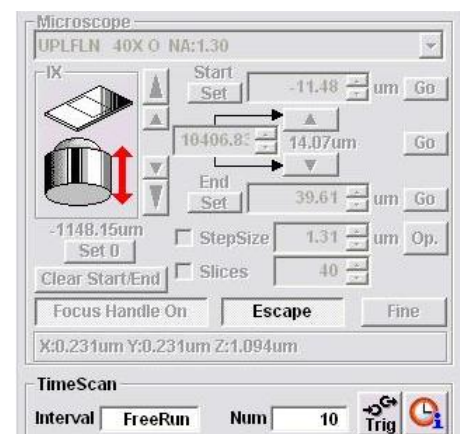 Microscope
UPLFLN 40X O NA:1.30
IX
Start
Set -11.48 um Go
10406.83 14.07um Go
End
Set 39.61 um Go
-1148.15um
Set 0
StepSize 1.31 um Op.
Clear Start/End
Slices 40
Focus Handle On Escape Fine
X:0.231um Y:0.231um Z:1.094um
TimeScan
Interval FreeRun Num 10 Trig